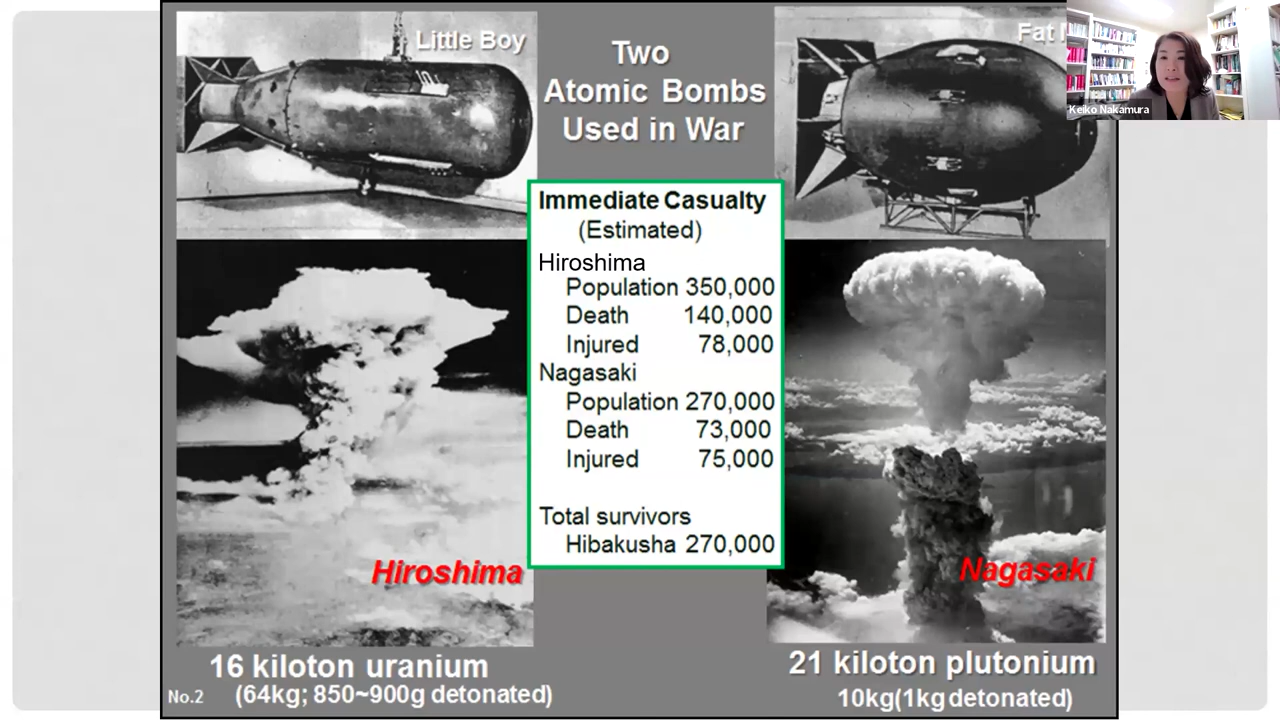 Little Boy
Two
Atomic Bombs
Used in War
Fat
Keiko Nakamura
Immediate Casualty
(Estimated)
Hiroshima
Population 350,000
Death 140,000
Injured 78,000
Nagasaki
Population 270,000
Death 73,000
Injured 75,000
Total survivors
Hibakusha 270,000
Hiroshima
Nagasaki
16 kiloton uranium
(64kg; 850~900g detonated)
No.2
21 kiloton plutonium
10kg(1kg detonated)